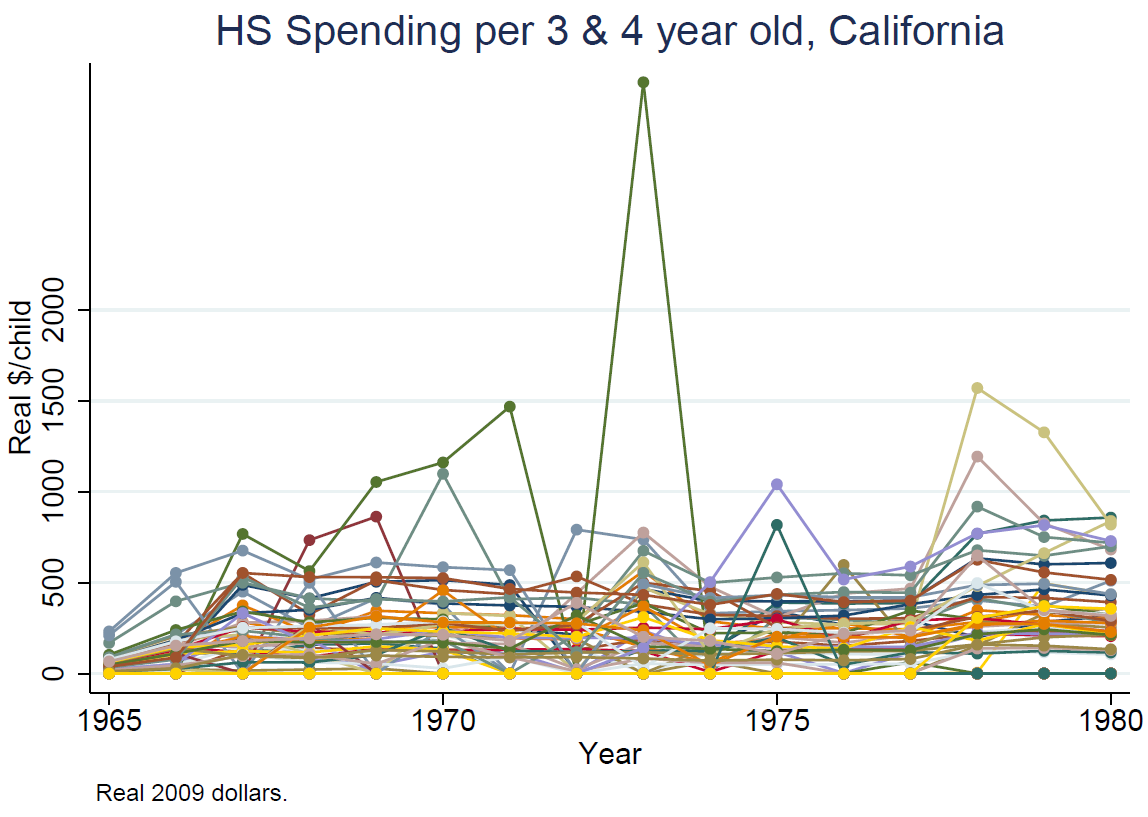 HS Spending per 3 & 4 year old, California
Real $/child
2000
1500
1000
500
0
1965 1970 1975 1980
Year
Real 2009 dollars.